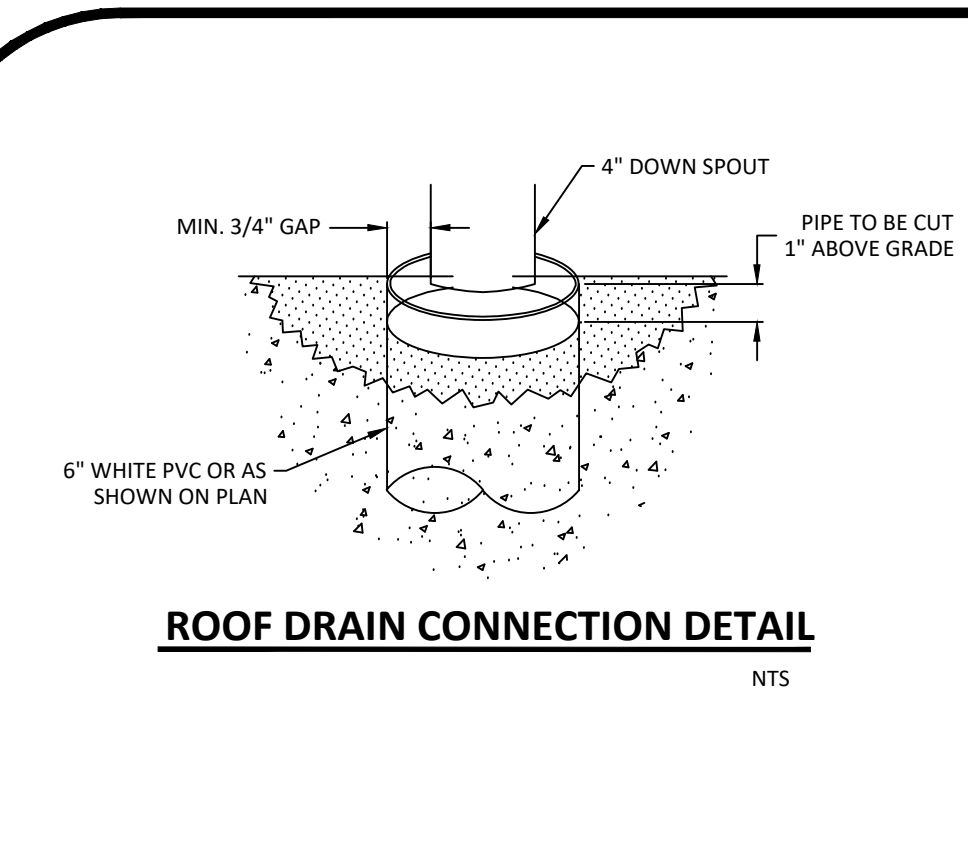 4" DOWN SPOUT
MIN. 3/4" GAP
PIPE TO BE CUT
1" ABOVE GRADE
6" WHITE PVC OR AS
SHOWN ON PLAN
ROOF DRAIN CONNECTION DETAIL
NTS